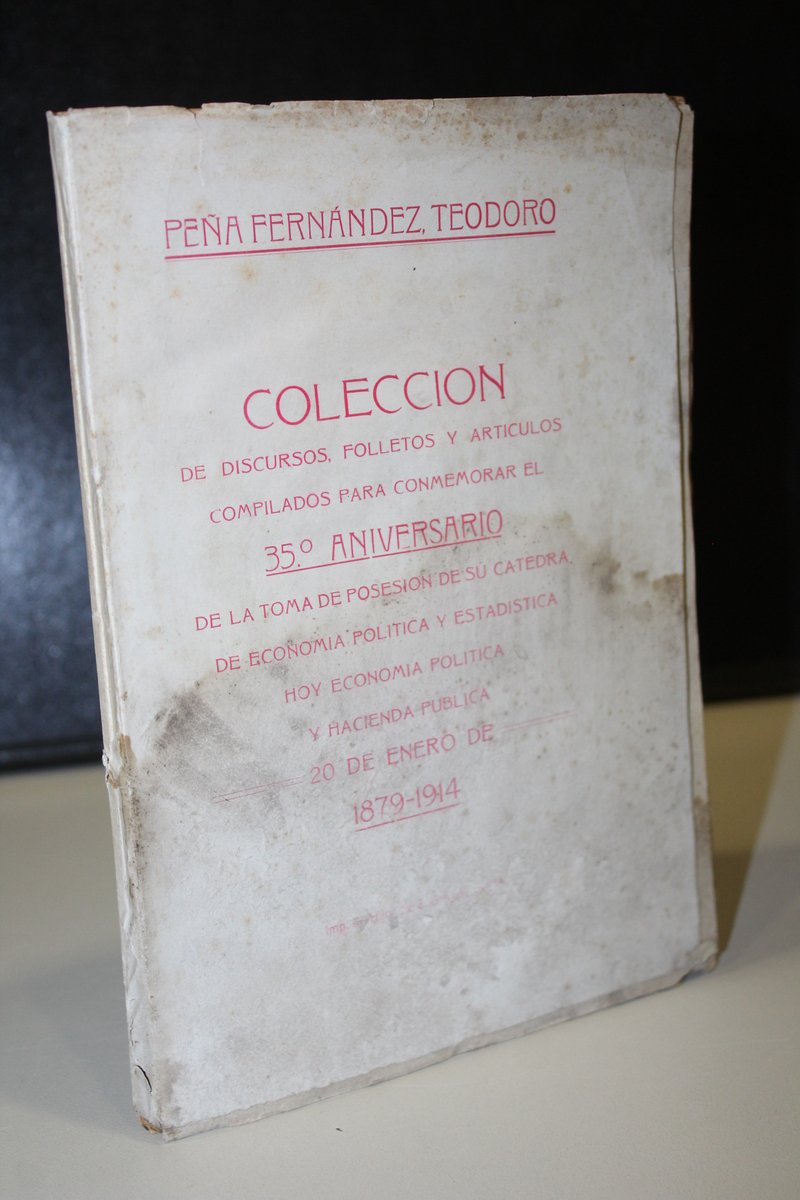 PEÑA FERNÁNDEZ, TEODORO
COLECCION
DE DISCURSOS, FOLLETOS Y ARTICULOS
COMPILADOS PARA CONMEMORAR EL
35.º ANIVERSARIO
DE LA TOMA DE POSESION DE SU CATEDRA,
DE ECONOMIA POLITICA Y ESTADISTICA
HOY ECONOMIA POLITICA
Y HACIENDA PUBLICA
20 DE ENERO DE
1879-1914
Imp.